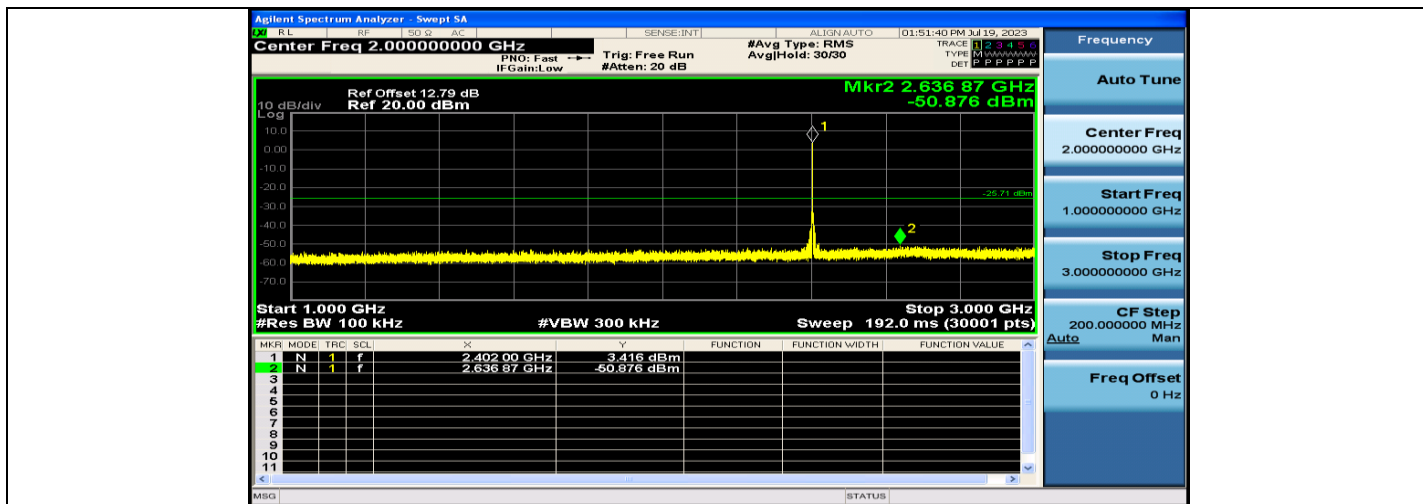 Agilent Spectrum Analyzer - Swept SA
LXI RL RF 50 Ω AC SENSE:INT ALIGN AUTO 01:51:40 PM Jul 19, 2023
Center Freq 2.000000000 GHz
PNO: Fast
IFGain:Low
Trig: Free Run
#Atten: 20 dB
#Avg Type: RMS
Avg|Hold: 30/30
TRACE 1 2 3 4 5 6
TYPE M W W W W W
DET P P P P P P
Ref Offset 12.79 dB
Ref 20.00 dBm
10 dB/div
Log
Mkr2 2.636 87 GHz
-50.876 dBm
10.0
0.00
-10.0
-20.0
-30.0
-40.0
-50.0
-60.0
-70.0
1
-25.71 dBm
2
Start 1.000 GHz Stop 3.000 GHz
#Res BW 100 kHz #VBW 300 kHz Sweep 192.0 ms (30001 pts)
MKR MODE TRC SCL X Y FUNCTION FUNCTION WIDTH FUNCTION VALUE
1 N 1 f 2.402 00 GHz 3.416 dBm
2 N 1 f 2.636 87 GHz -50.876 dBm
3
4
5
6
7
8
9
10
11
MSG STATUS
Frequency
Auto Tune
Center Freq
2.000000000 GHz
Start Freq
1.000000000 GHz
Stop Freq
3.000000000 GHz
CF Step
200.000000 MHz
Auto Man
Freq Offset
0 Hz